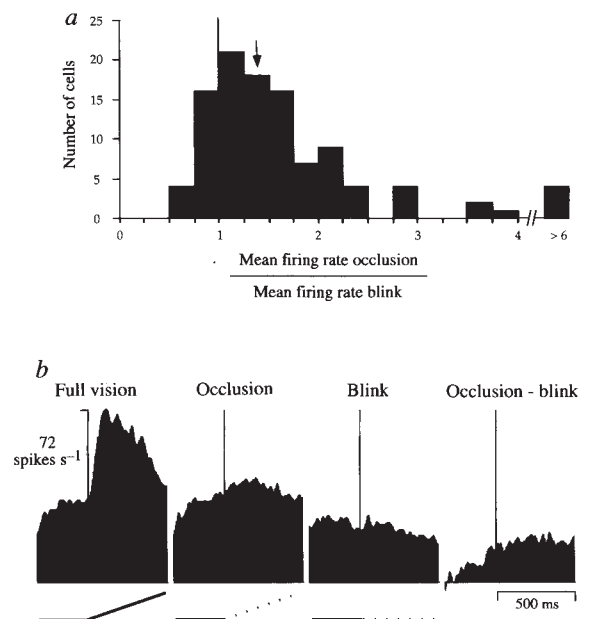 a
25
20
15
10
5
0
Number of cells
0 1 2 3 4 > 6
Mean firing rate occlusion
Mean firing rate blink
b
Full vision Occlusion Blink Occlusion - blink
72
spikes s⁻¹
500 ms